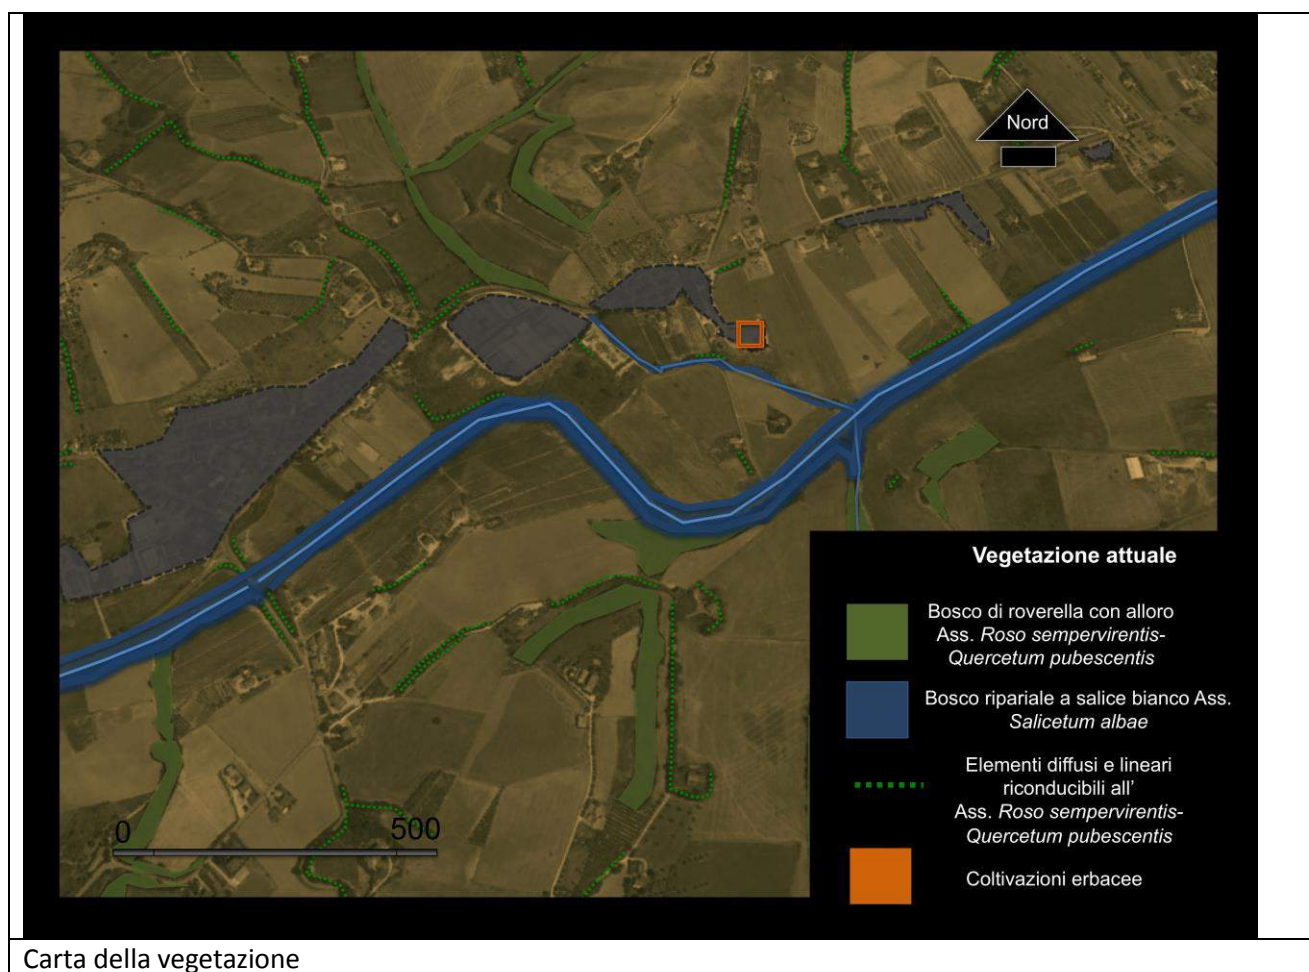 Nord
Vegetazione attuale
Bosco di roverella con alloro
Ass. Roso sempervirentis-
Quercetum pubescentis
Bosco ripariale a salice bianco Ass.
Salicetum albae
Elementi diffusi e lineari
riconducibili all'
Ass. Roso sempervirentis-
Quercetum pubescentis
Coltivazioni erbacee
0 500
Carta della vegetazione